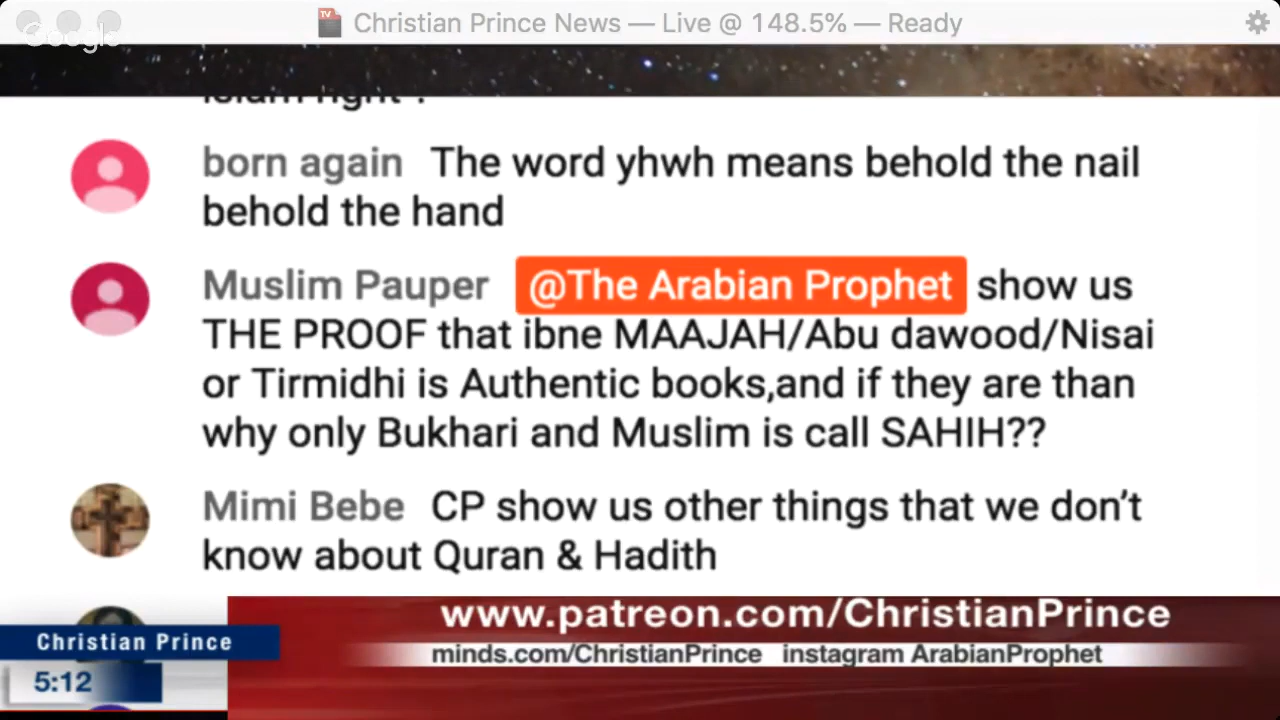 TV
Christian Prince News — Live @ 148.5% — Ready
Google
born again The word yhwh means behold the nail
behold the hand
Muslim Pauper @The Arabian Prophet show us
THE PROOF that ibne MAAJAH/Abu dawood/Nisai
or Tirmidhi is Authentic books,and if they are than
why only Bukhari and Muslim is call SAHIH??
Mimi Bebe CP show us other things that we don't
know about Quran & Hadith
www.patreon.com/ChristianPrince
Christian Prince
minds.com/ChristianPrince instagram ArabianProphet
5:12